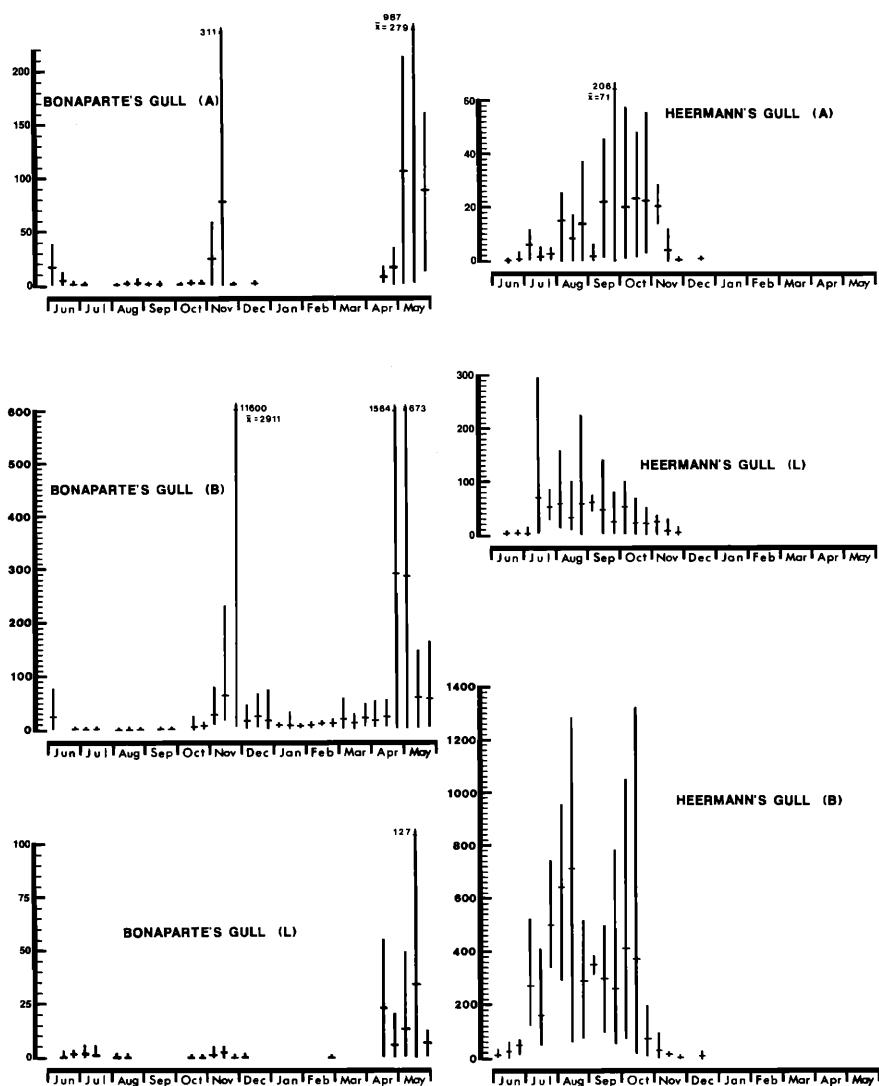 311
987
x̄=279
200
150
100
50
0
BONAPARTE'S GULL (A)
Jun Jul Aug Sep Oct Nov Dec Jan Feb Mar Apr May
206
x̄=71
60
40
20
0
HEERMANN'S GULL (A)
Jun Jul Aug Sep Oct Nov Dec Jan Feb Mar Apr May
11600
x̄=2911
1564
673
600
500
400
300
200
100
0
BONAPARTE'S GULL (B)
Jun Jul Aug Sep Oct Nov Dec Jan Feb Mar Apr May
300
200
100
0
HEERMANN'S GULL (L)
Jun Jul Aug Sep Oct Nov Dec Jan Feb Mar Apr May
127
100
75
50
25
0
BONAPARTE'S GULL (L)
Jun Jul Aug Sep Oct Nov Dec Jan Feb Mar Apr May
1400
1200
1000
800
600
400
200
0
HEERMANN'S GULL (B)
Jun Jul Aug Sep Oct Nov Dec Jan Feb Mar Apr May